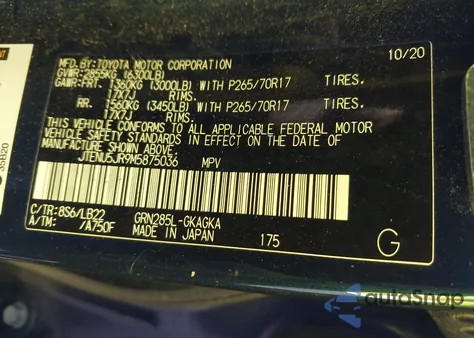 MFD.BY:TOYOTA MOTOR CORPORATION 10/20
GVWR:2855KG (6300LB)
GAWR:FRT. 1360KG (3000LB) WITH P265/70R17 TIRES.
17X7J RIMS.
RR. 1560KG (3450LB) WITH P265/70R17 TIRES.
17X7J RIMS.
THIS VEHICLE CONFORMS TO ALL APPLICABLE FEDERAL MOTOR
VEHICLE SAFETY STANDARDS IN EFFECT ON THE DATE OF
MANUFACTURE SHOWN ABOVE.
JTENU5JR9M5875036 MPV
C/TR:8S6/LB22 GRN285L-GKAGKA
A/TM: /A750F MADE IN JAPAN 175 G
35B20
autoSnap